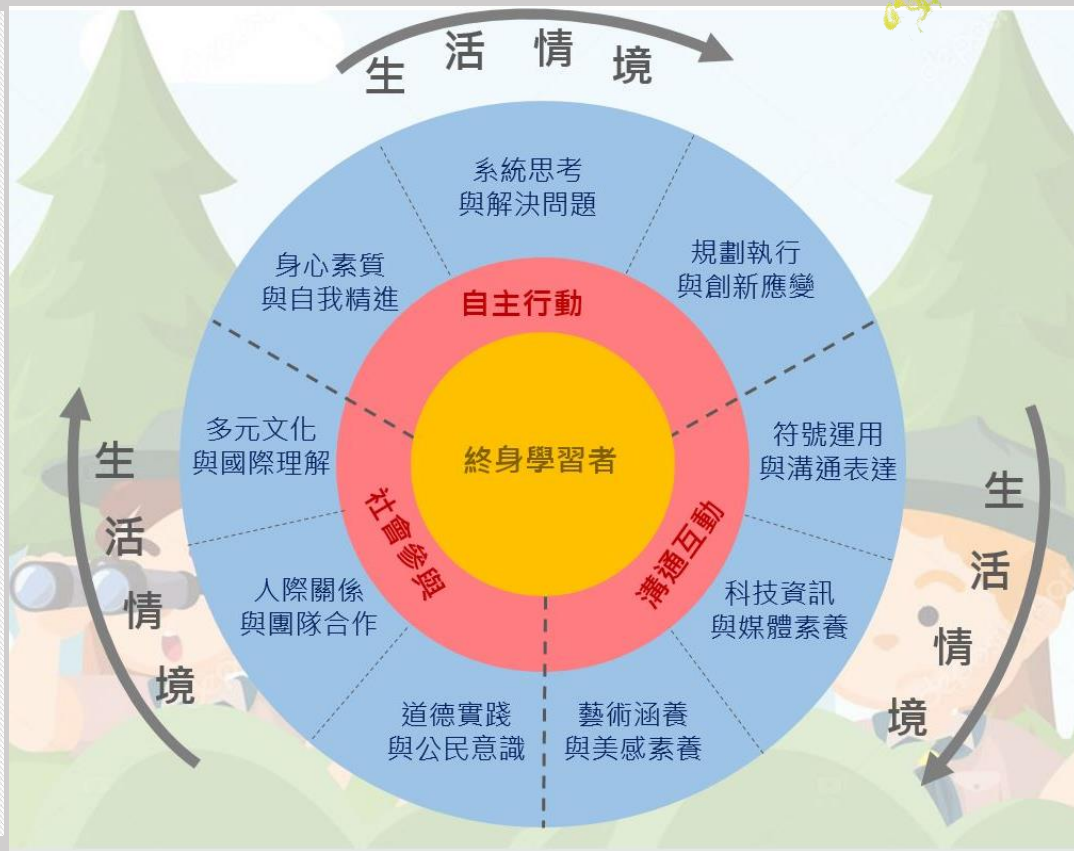 生活情境
系統思考
與解決問題
身心素質
與自我精進
規劃執行
與創新應變
自主行動
多元文化
與國際理解
終身學習者
符號運用
與溝通表達
生活情境
生活情境
社會參與
溝通互動
人際關係
與團隊合作
科技資訊
與媒體素養
道德實踐
與公民意識
藝術涵養
與美感素養